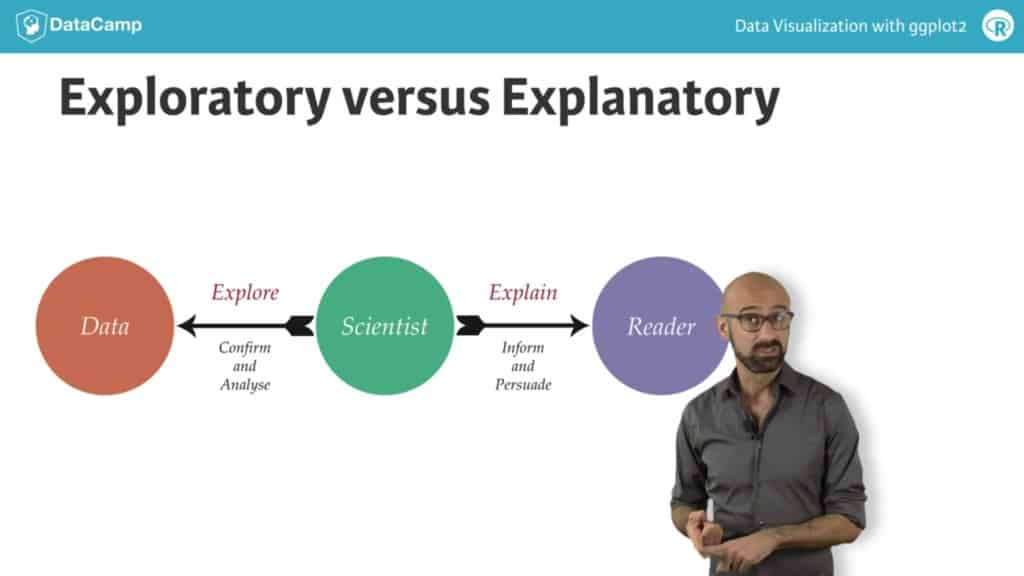 DataCamp
Data Visualization with ggplot2
R
Exploratory versus Explanatory
Data
Explore
Confirm
and
Analyse
Scientist
Explain
Inform
and
Persuade
Reader